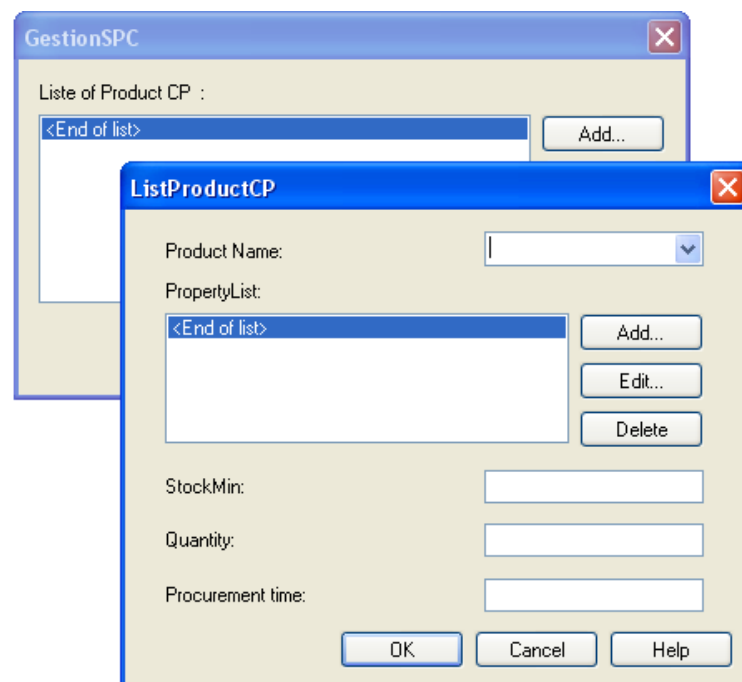 GestionSPC
Liste of Product CP :
<End of list>
Add...
ListProductCP
Product Name:
PropertyList:
<End of list>
Add...
Edit...
Delete
StockMin:
Quantity:
Procurement time:
OK Cancel Help